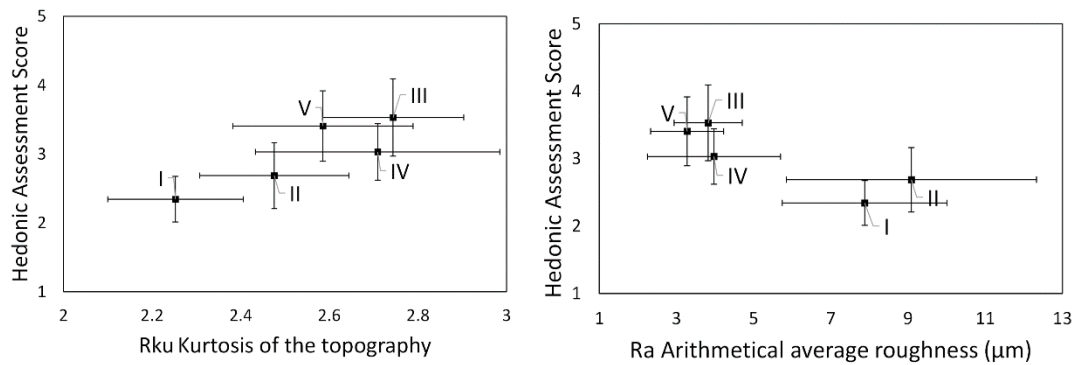 Hedonic Assessment Score
5
4
3
2
1
I
II
V
III
IV
2
2.2
2.4
2.6
2.8
3
Rku Kurtosis of the topography
Hedonic Assessment Score
5
4
3
2
1
V
III
IV
II
I
1
3
5
7
9
11
13
Ra Arithmetical average roughness (μm)